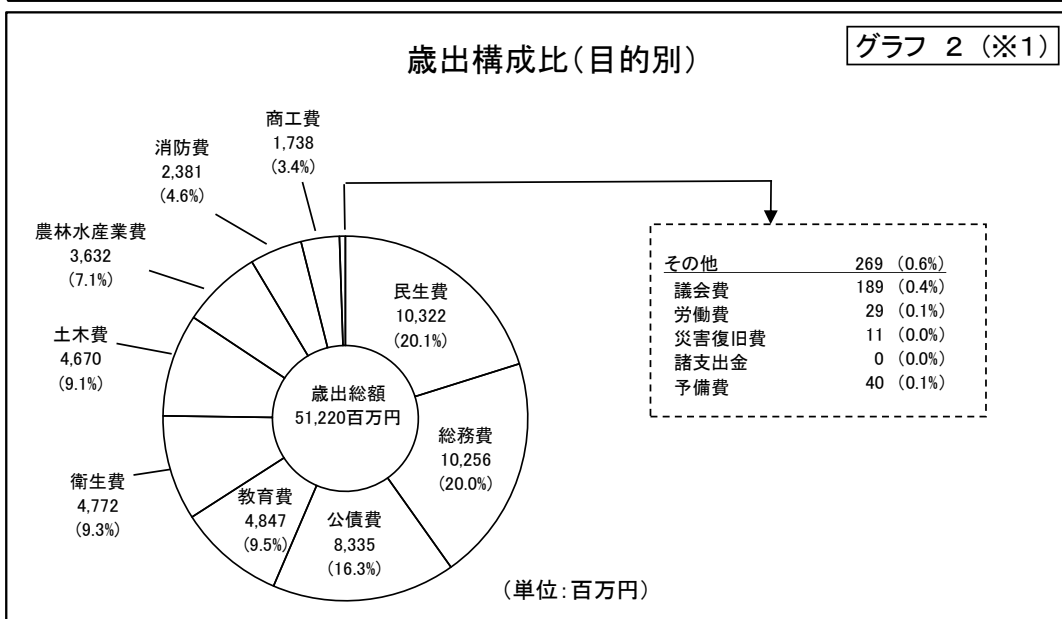 グラフ 2 (※1)
歳出構成比(目的別)
商工費
1,738
(3.4%)
消防費
2,381
(4.6%)
農林水産業費
3,632
(7.1%)
土木費
4,670
(9.1%)
衛生費
4,772
(9.3%)
教育費
4,847
(9.5%)
公債費
8,335
(16.3%)
総務費
10,256
(20.0%)
民生費
10,322
(20.1%)
歳出総額
51,220百万円
その他 269 (0.6%)
議会費 189 (0.4%)
労働費 29 (0.1%)
災害復旧費 11 (0.0%)
諸支出金 0 (0.0%)
予備費 40 (0.1%)
(単位:百万円)